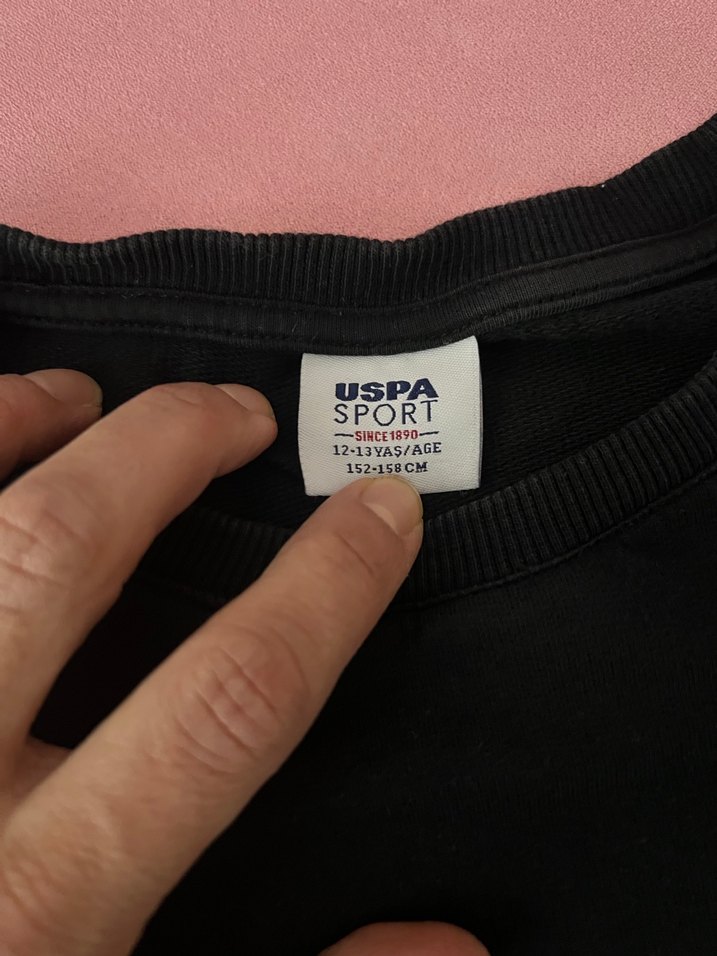 USPA
SPORT
SINCE 1890
12-13 YAŞ/AGE
152-158 CM